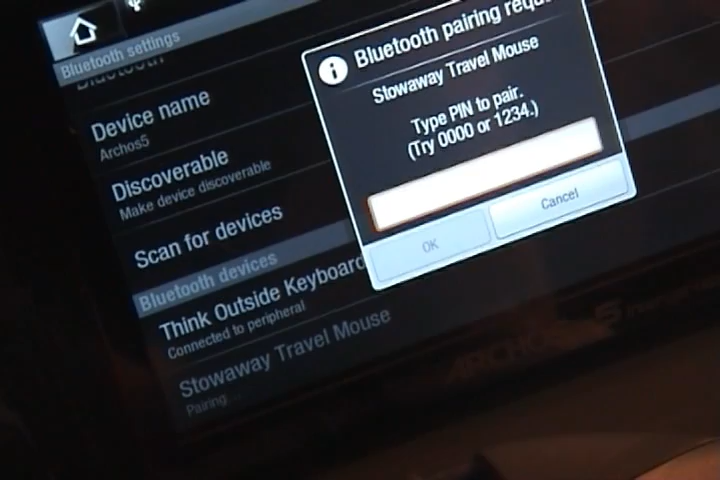 Bluetooth settings
Bluetooth
Device name
Archos5
Discoverable
Make device discoverable
Scan for devices
Bluetooth devices
Think Outside Keyboard
Connected to peripheral
Stowaway Travel Mouse
Pairing...
Bluetooth pairing requ
Stowaway Travel Mouse
Type PIN to pair.
(Try 0000 or 1234.)
OK
Cancel
ARCHOS 5